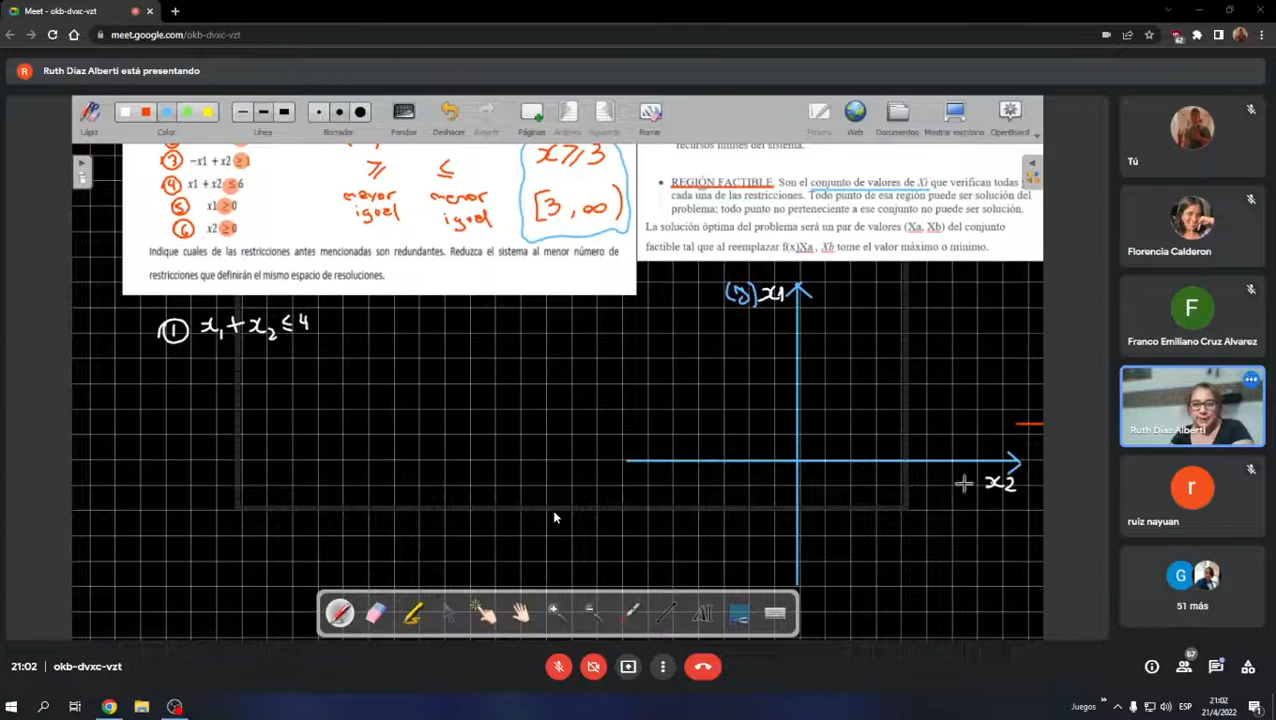 Meet - okb-dvxc-vzt
meet.google.com/okb-dvxc-vzt
62
Ruth Díaz Alberti está presentando
Lápiz
Color
Línea
Borrador
Fondos
Deshacer
Páginas
Anterior
Siguiente
Borrar
Web
Documentos
Mostrar escritorio
OpenBoard
③ -x1 + x2 ≥ 1
④ x1 + x2 ≤ 6
⑤ x1 ≥ 0
⑥ x2 ≥ 0
≥ ≤
mayor menor
igual igual
x ≥ 3
[3, ∞)
Indique cuales de las restricciones antes mencionadas son redundantes. Reduzca el sistema al menor número de
restricciones que definirán el mismo espacio de resoluciones.
recursos límites del sistema.
• REGIÓN FACTIBLE. Son el conjunto de valores de Xi que verifican todas y
cada una de las restricciones. Todo punto de esa región puede ser solución del
problema; todo punto no perteneciente a ese conjunto no puede ser solución.
La solución óptima del problema será un par de valores (Xa, Xb) del conjunto
factible tal que al reemplazar f(x)Xa , Xb tome el valor máximo o mínimo.
① x₁ + x₂ ≤ 4
x1
x2
AI
Tú
Florencia Calderon
Franco Emiliano Cruz Alvarez
F
Ruth Díaz Alberti
r
ruiz nayuan
G
51 más
21:02
okb-dvxc-vzt
67
Juegos
ESP
21:02
21/4/2022